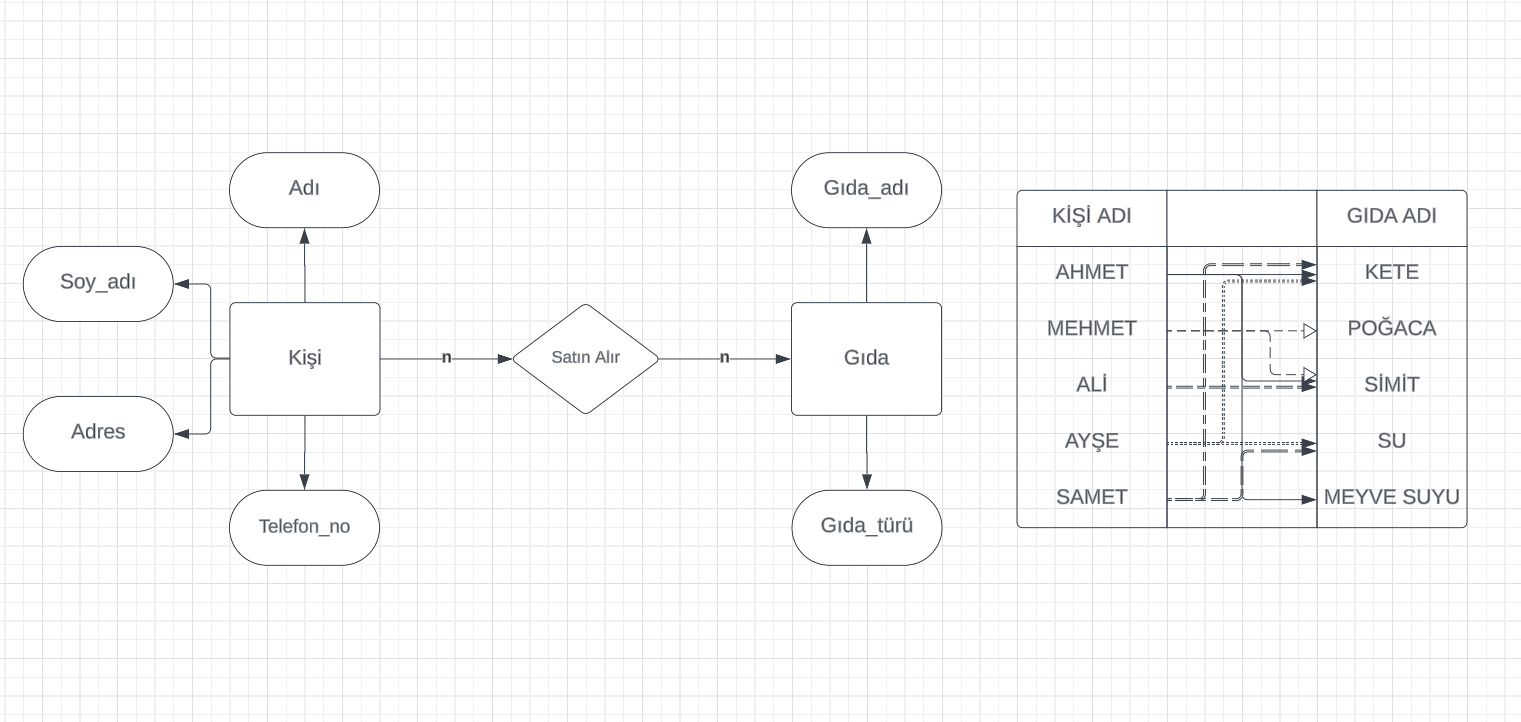 Adı
Soy_adı
Kişi
Adres
Telefon_no
n
Satın Alır
n
Gıda_adı
Gıda
Gıda_türü
KİŞİ ADI
GIDA ADI
AHMET
KETE
MEHMET
POĞACA
ALİ
SİMİT
AYŞE
SU
SAMET
MEYVE SUYU